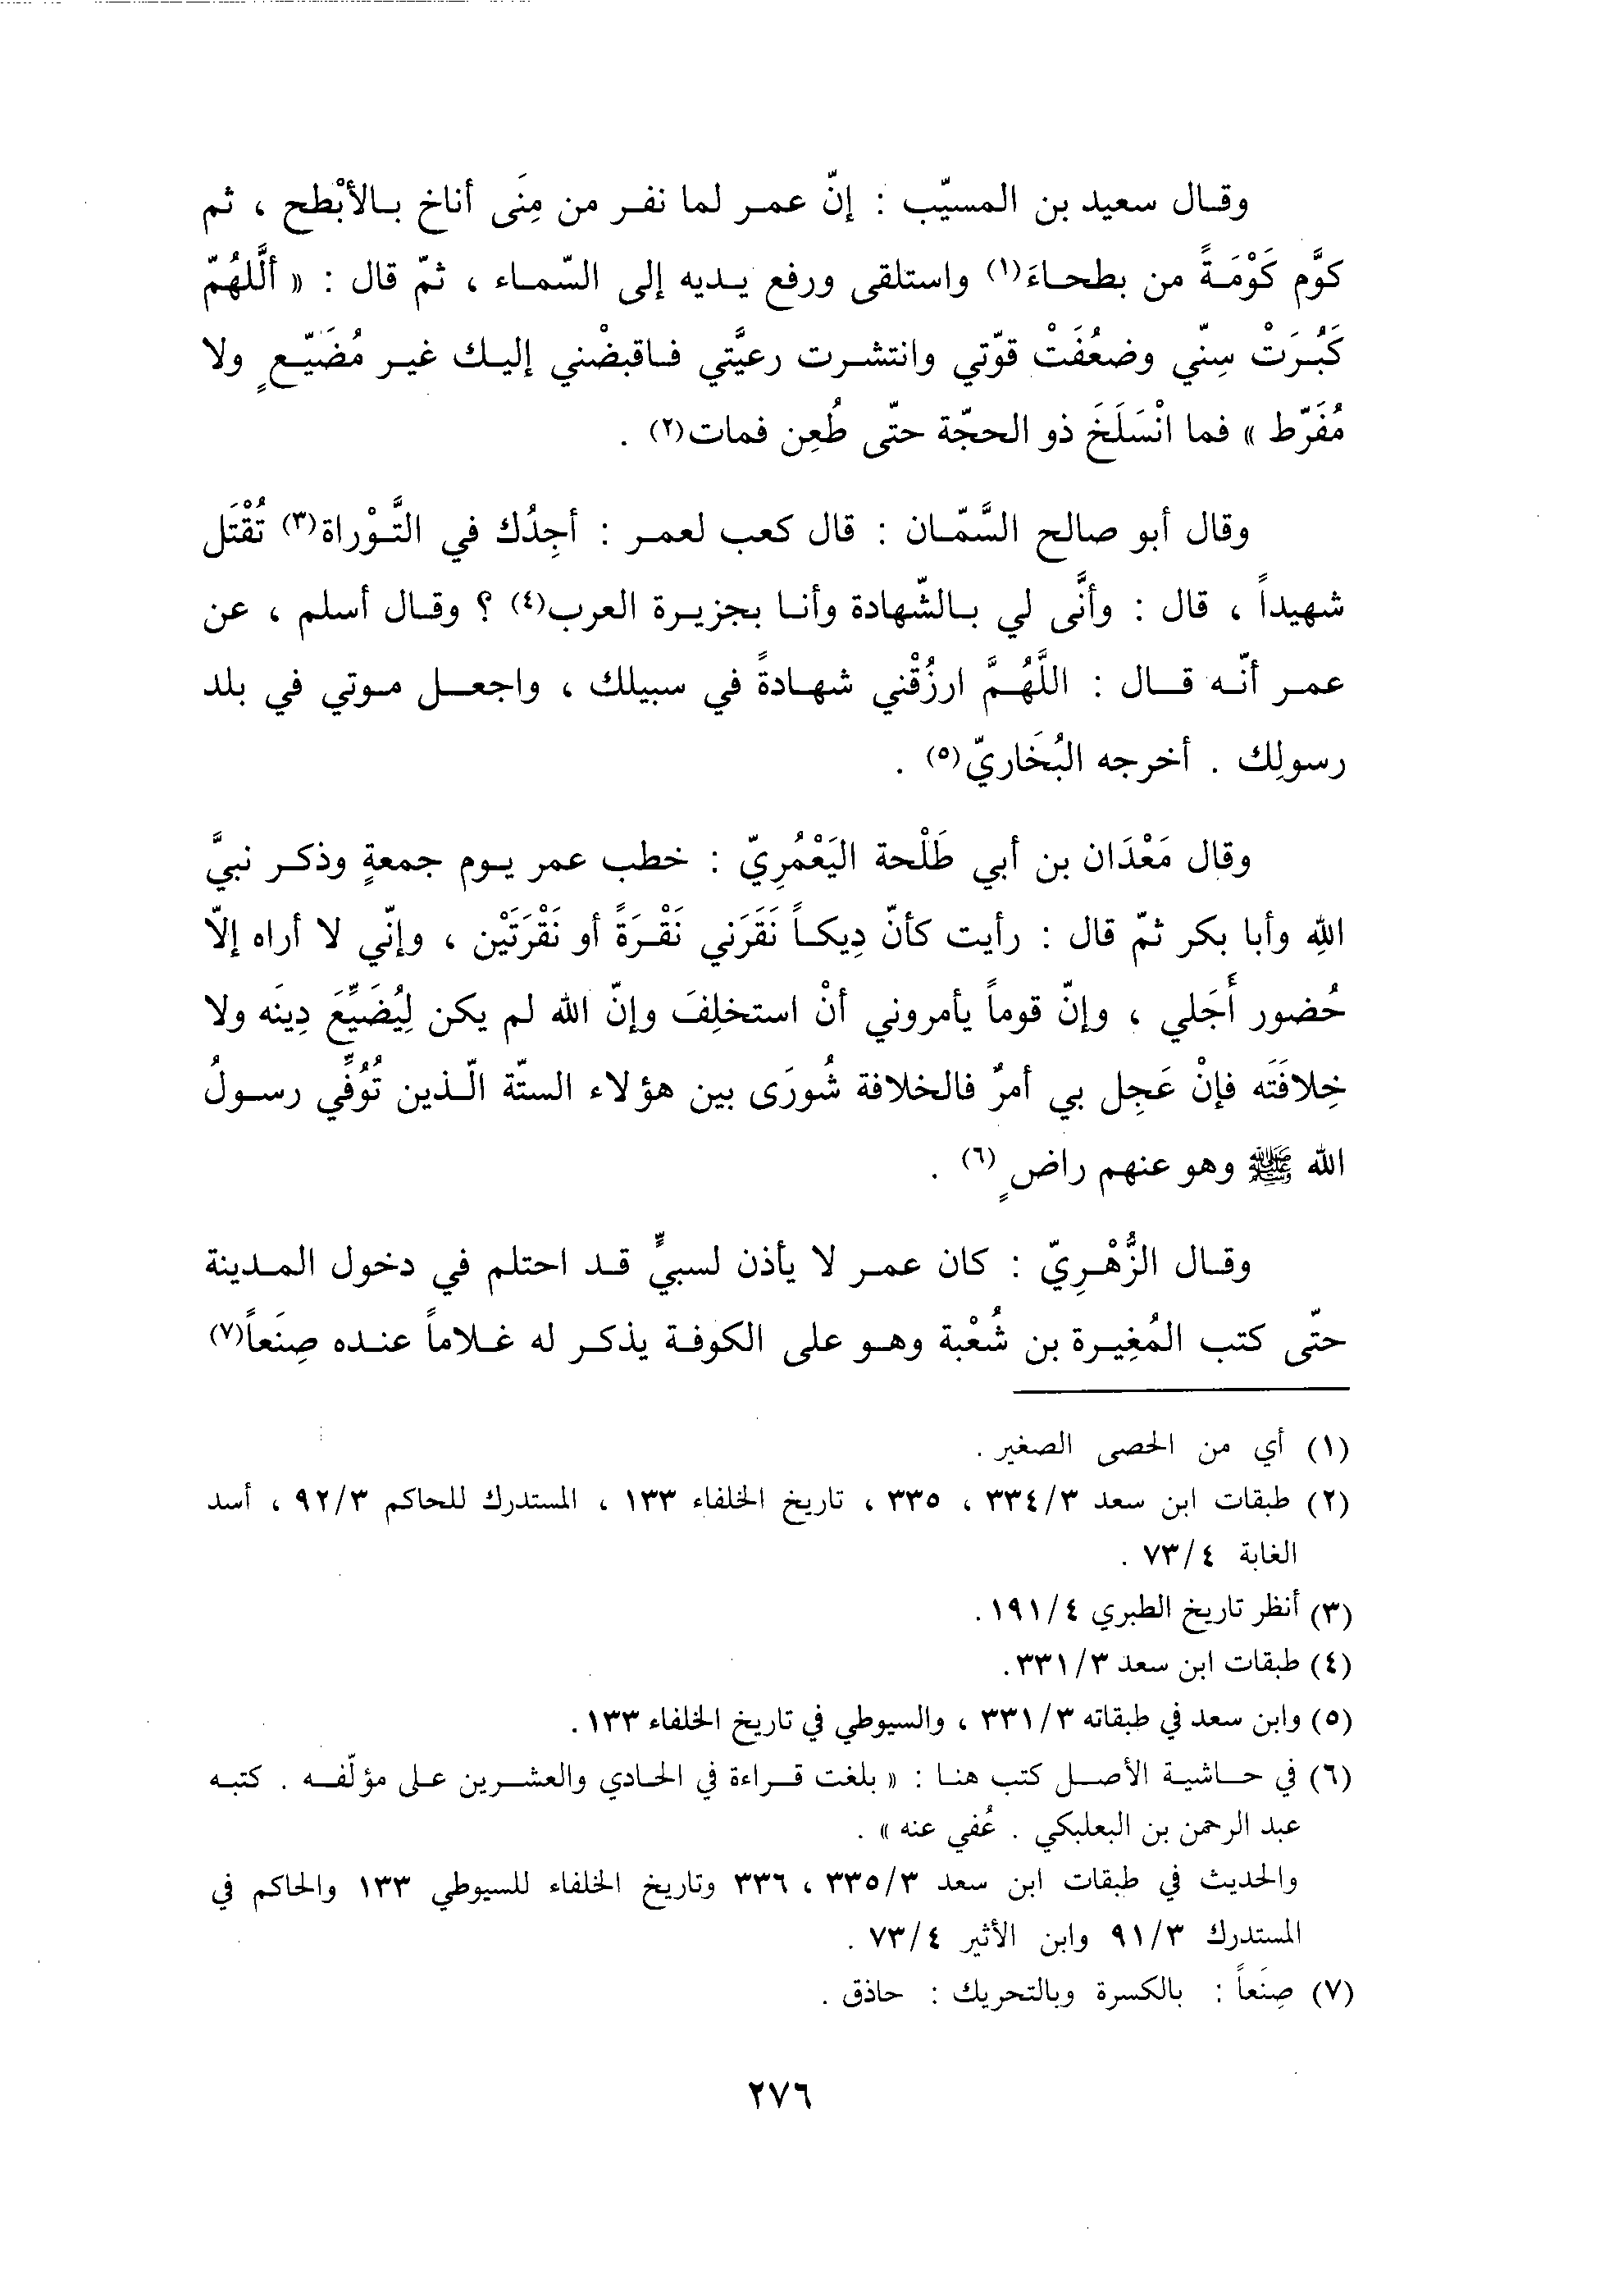 وقال سعيد بن المسيّب : إنّ عمر لما نفر من مِنَى أناخ بالأبْطح ، ثم
كوَّم كَوْمَةً من بطحاءَ(١) واستلقى ورفع يديه إلى السّماء ، ثمّ قال : « ألَّلهُمّ
كَبُرَتْ سِنّي وضعُفَتْ قوّتي وانتشرت رعيَّتي فاقبضْني إليك غير مُضَيّعٍ ولا
مُفَرّط » فما انْسَلَخَ ذو الحجّة حتّى طُعِن فمات(٢) .
وقال أبو صالح السَّمّان : قال كعب لعمر : أجِدُك في التَّوْراة(٣) تُقْتَل
شهيداً ، قال : وأنَّى لي بالشّهادة وأنا بجزيرة العرب(٤) ؟ وقال أسلم ، عن
عمر أنّه قال : اللَّهُمَّ ارزُقْني شهادةً في سبيلك ، واجعل موتي في بلد
رسولِك . أخرجه البُخَاريّ(٥) .
وقال مَعْدَان بن أبي طَلْحة اليَعْمُرِيّ : خطب عمر يوم جمعةٍ وذكر نبيَّ
اللهِ وأبا بكر ثمّ قال : رأيت كأنّ دِيكاً نَقَرَني نَقْرَةً أو نَقْرَتَيْن ، وإنّي لا أراه إلّا
حُضور أَجَلي ، وإنّ قوماً يأمروني أنْ استخلِفَ وإنّ الله لم يكن لِيُضَيِّعَ دِينَه ولا
خِلافَتَه فإنْ عَجِل بي أمرٌ فالخلافة شُورَى بين هؤلاء الستّة الّذين تُوُفِّي رسولُ
الله ﷺ وهو عنهم راضٍ (٦) .
وقال الزُّهْرِيّ : كان عمر لا يأذن لسبيٍّ قد احتلم في دخول المدينة
حتّى كتب المُغِيرة بن شُعْبة وهو على الكوفة يذكر له غلاماً عنده صِنَعاً(٧)
(١) أي من الحصى الصغير .
(٢) طبقات ابن سعد ٣٣٤/٣ ، ٣٣٥ ، تاريخ الخلفاء ١٣٣ ، المستدرك للحاكم ٩٢/٣ ، أسد
الغابة ٧٣/٤ .
(٣) أنظر تاريخ الطبري ١٩١/٤ .
(٤) طبقات ابن سعد ٣٣١/٣ .
(٥) وابن سعد في طبقاته ٣٣١/٣ ، والسيوطي في تاريخ الخلفاء ١٣٣ .
(٦) في حاشية الأصل كتب هنا : « بلغت قراءة في الحادي والعشرين على مؤلّفه . كتبه
عبد الرحمن بن البعلبكي . عُفي عنه » .
والحديث في طبقات ابن سعد ٣٣٥/٣ ، ٣٣٦ وتاريخ الخلفاء للسيوطي ١٣٣ والحاكم في
المستدرك ٩١/٣ وابن الأثير ٧٣/٤ .
(٧) صِنَعاً : بالكسرة وبالتحريك : حاذق .
٢٧٦